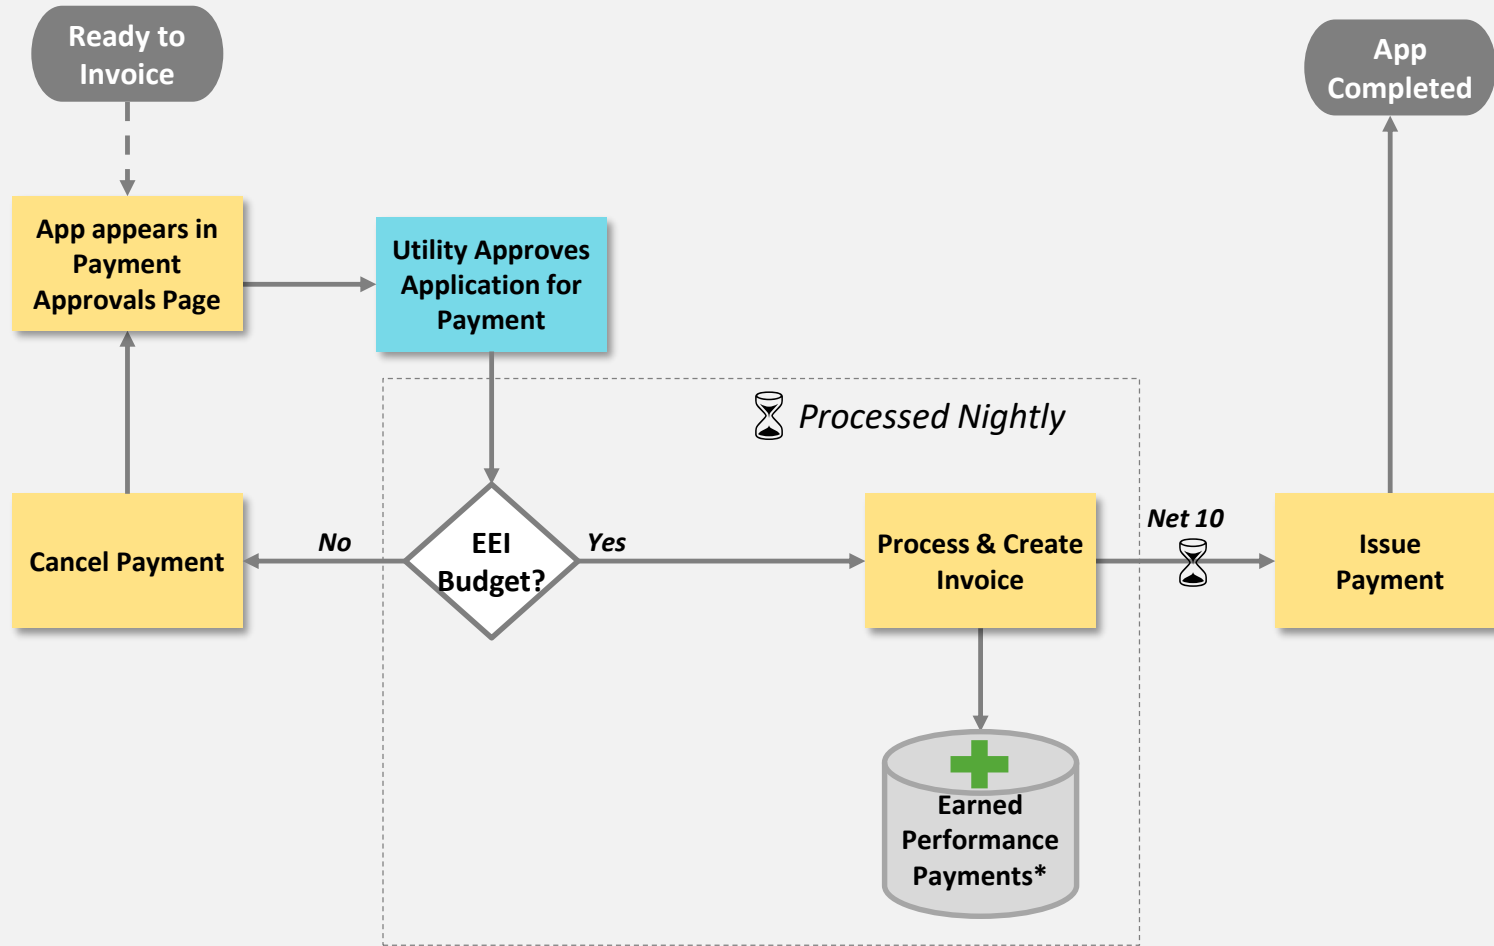 Ready to
Invoice
App
Completed
App appears in
Payment
Approvals Page
Utility Approves
Application for
Payment
Processed Nightly
Cancel Payment
No
EEI
Budget?
Yes
Process & Create
Invoice
Net 10
Issue
Payment
Earned
Performance
Payments*